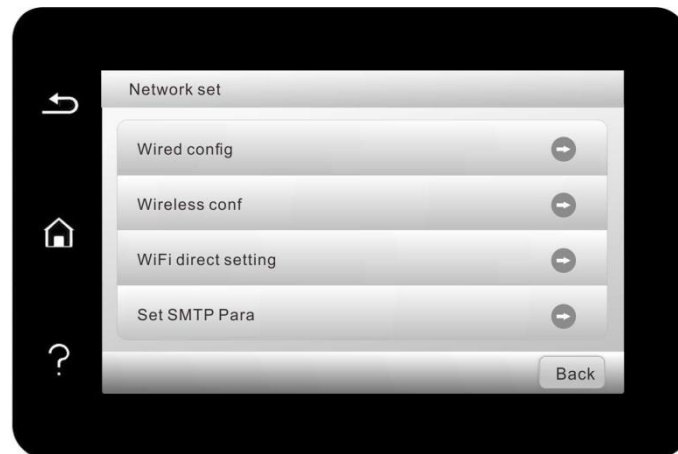 Network set
Wired config
Wireless conf
WiFi direct setting
Set SMTP Para
?
Back